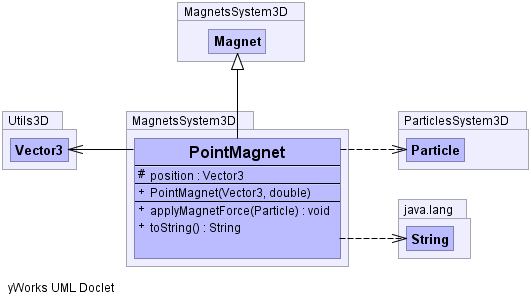 MagnetsSystem3D
Magnet
Utils3D
Vector3
MagnetsSystem3D
PointMagnet
# position : Vector3
+ PointMagnet(Vector3, double)
+ applyMagnetForce(Particle) : void
+ toString() : String
ParticlesSystem3D
Particle
java.lang
String
yWorks UML Doclet